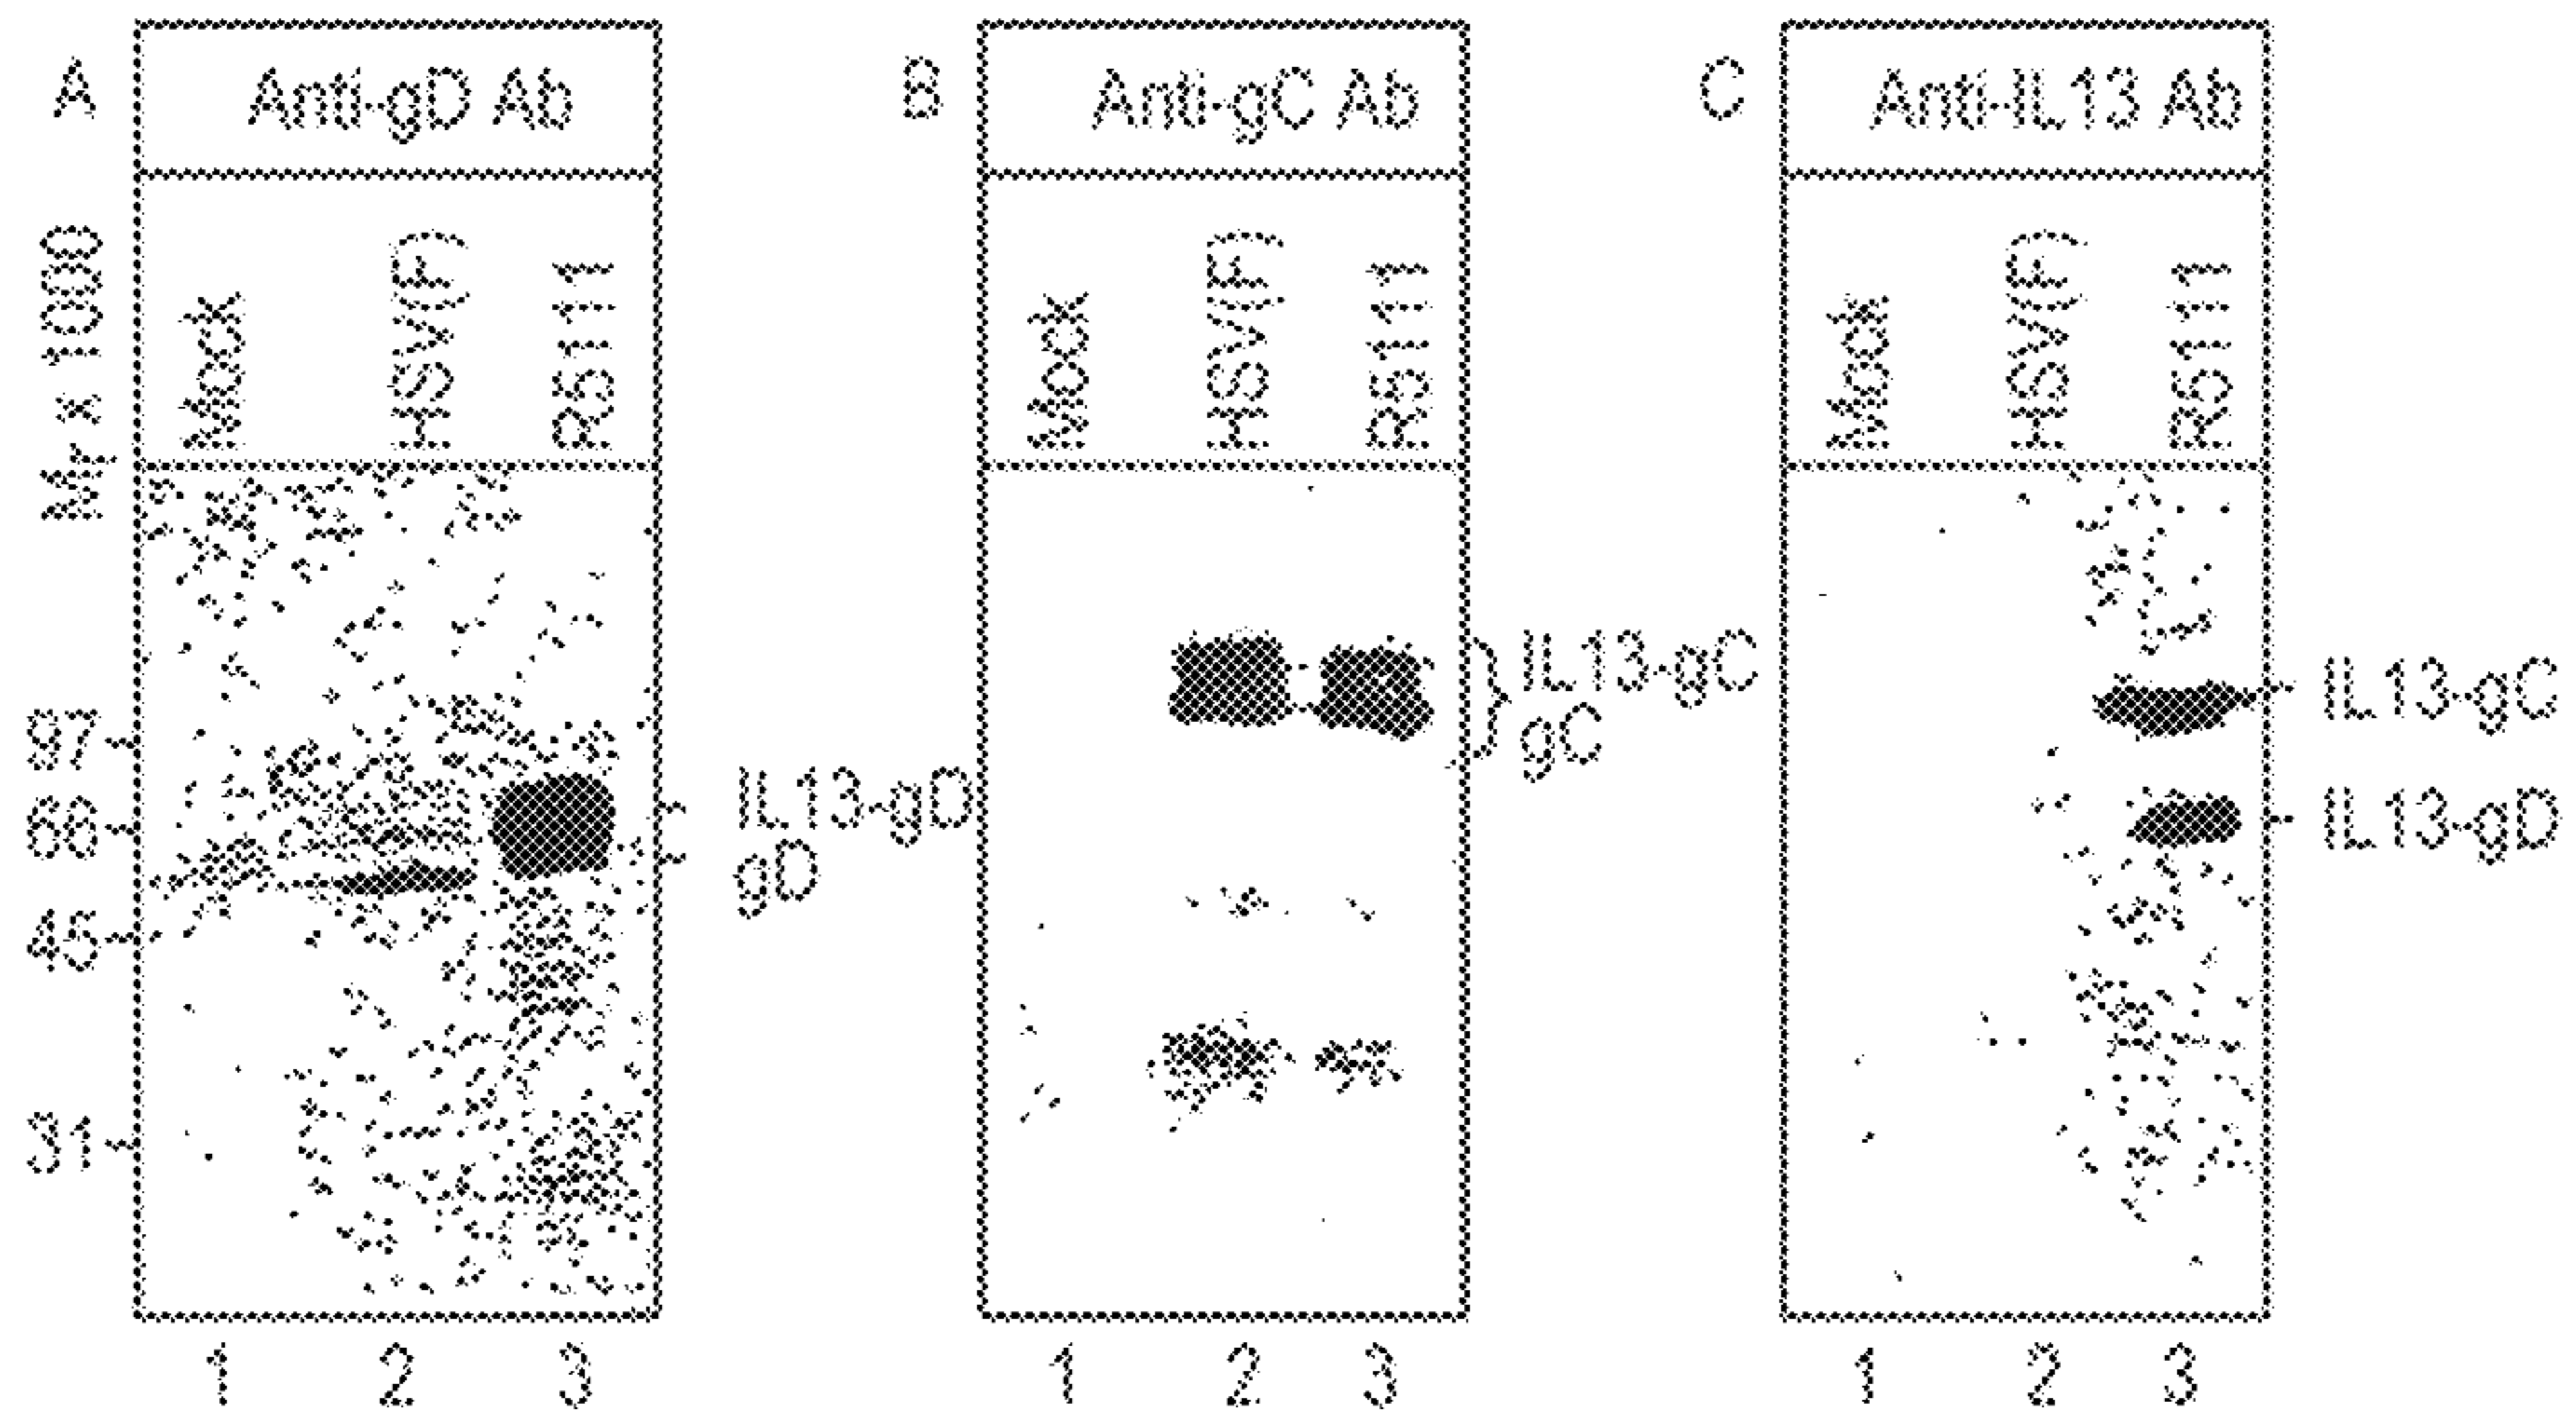 A
Anti-gD Ab
Mr x 1000
Mock
HSV(F)
R5111
97
66
45
31
IL13-gD
gD
1 2 3
B
Anti-gC Ab
Mock
HSV(F)
R5111
IL13-gC
gC
1 2 3
C
Anti-IL13 Ab
Mock
HSV(F)
R5111
IL13-gC
IL13-gD
1 2 3